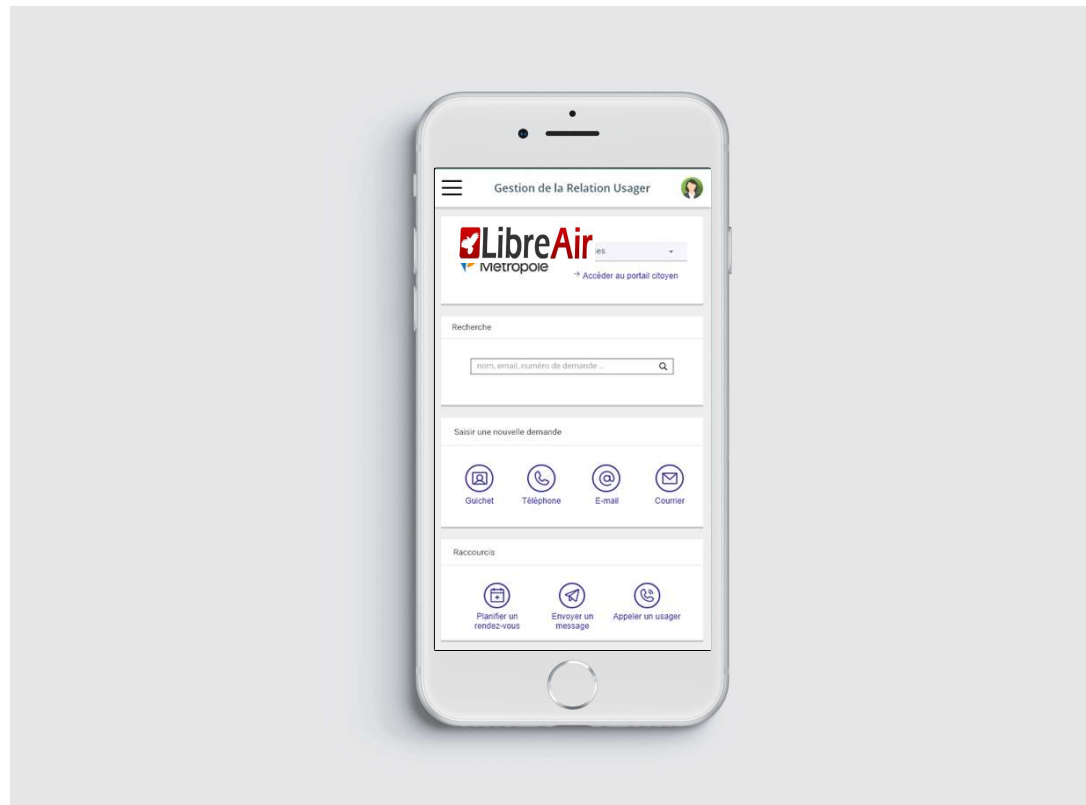 Gestion de la Relation Usager
LibreAir
Metropole
→ Accéder au portail citoyen
Recherche
nom, email, numéro de demande ...
Saisir une nouvelle demande
Guichet Téléphone E-mail Courrier
Raccourcis
Planifier un Envoyer un Appeler un usager
rendez-vous message